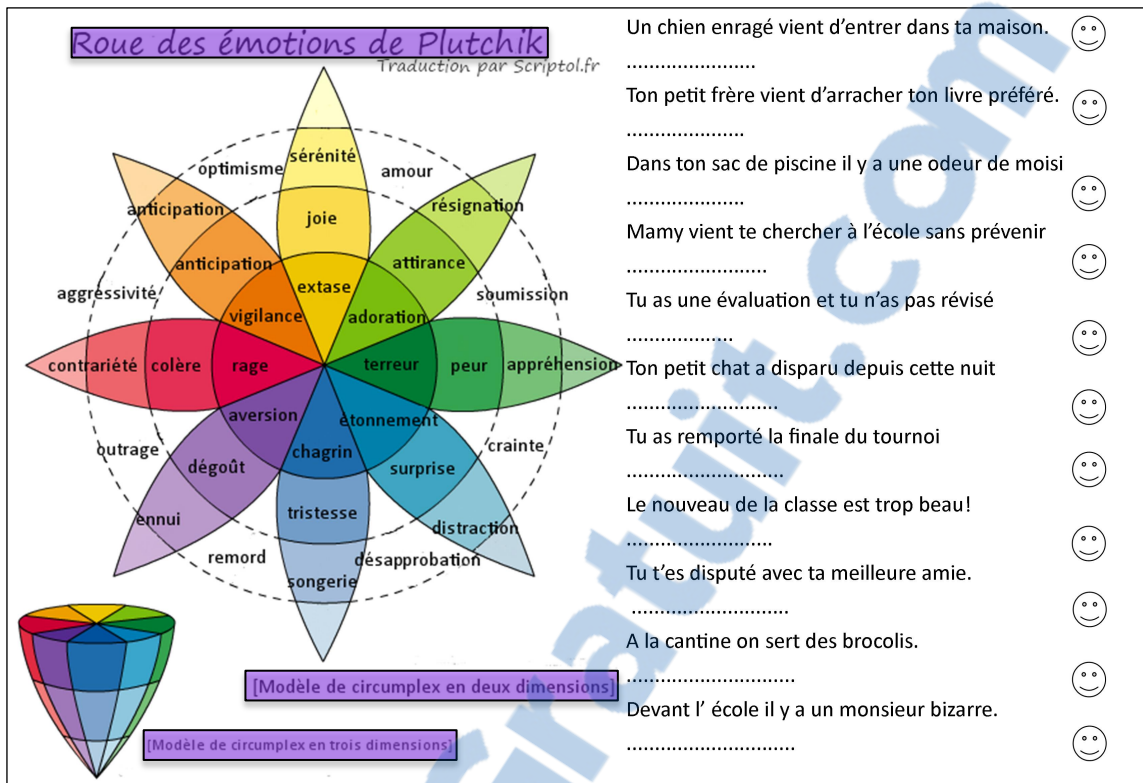 Roue des émotions de Plutchik
Traduction par Scriptol.fr
optimisme
sérénité
amour
anticipation
résignation
joie
anticipation
attirance
aggressivité
extase
soumission
vigilance
adoration
contrariété
colère
rage
terreur
peur
appréhension
aversion
étonnement
outrage
chagrin
crainte
dégoût
surprise
ennui
tristesse
distraction
remord
désapprobation
songerie
[Modèle de circumplex en deux dimensions]
[Modèle de circumplex en trois dimensions]
Un chien enragé vient d’entrer dans ta maison.
......................
Ton petit frère vient d’arracher ton livre préféré.
....................
Dans ton sac de piscine il y a une odeur de moisi
....................
Mamy vient te chercher à l’école sans prévenir
........................
Tu as une évaluation et tu n’as pas révisé
..................
Ton petit chat a disparu depuis cette nuit
..........................
Tu as remporté la finale du tournoi
...........................
Le nouveau de la classe est trop beau!
.........................
Tu t’es disputé avec ta meilleure amie.
...........................
A la cantine on sert des brocolis.
.............................
Devant l’ école il y a un monsieur bizarre.
.............................
gratuit.com